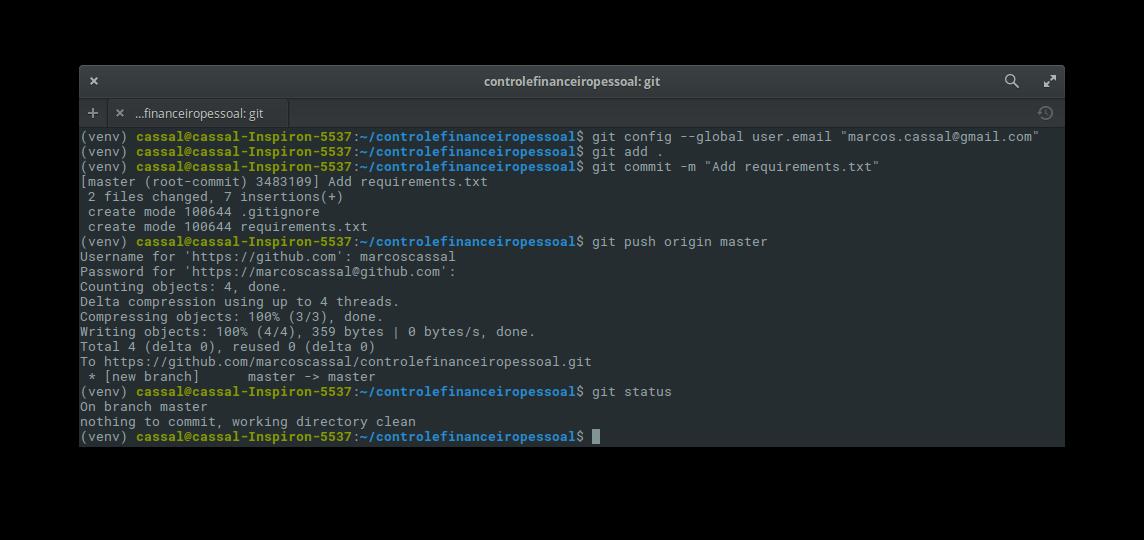 controlefinanceiropessoal: git
...financeiropessoal: git
(venv) cassal@cassal-Inspiron-5537:~/controlefinanceiropessoal$ git config --global user.email "marcos.cassal@gmail.com"
(venv) cassal@cassal-Inspiron-5537:~/controlefinanceiropessoal$ git add .
(venv) cassal@cassal-Inspiron-5537:~/controlefinanceiropessoal$ git commit -m "Add requirements.txt"
[master (root-commit) 3483109] Add requirements.txt
 2 files changed, 7 insertions(+)
 create mode 100644 .gitignore
 create mode 100644 requirements.txt
(venv) cassal@cassal-Inspiron-5537:~/controlefinanceiropessoal$ git push origin master
Username for 'https://github.com': marcoscassal
Password for 'https://marcoscassal@github.com':
Counting objects: 4, done.
Delta compression using up to 4 threads.
Compressing objects: 100% (3/3), done.
Writing objects: 100% (4/4), 359 bytes | 0 bytes/s, done.
Total 4 (delta 0), reused 0 (delta 0)
To https://github.com/marcoscassal/controlefinanceiropessoal.git
 * [new branch]      master -> master
(venv) cassal@cassal-Inspiron-5537:~/controlefinanceiropessoal$ git status
On branch master
nothing to commit, working directory clean
(venv) cassal@cassal-Inspiron-5537:~/controlefinanceiropessoal$